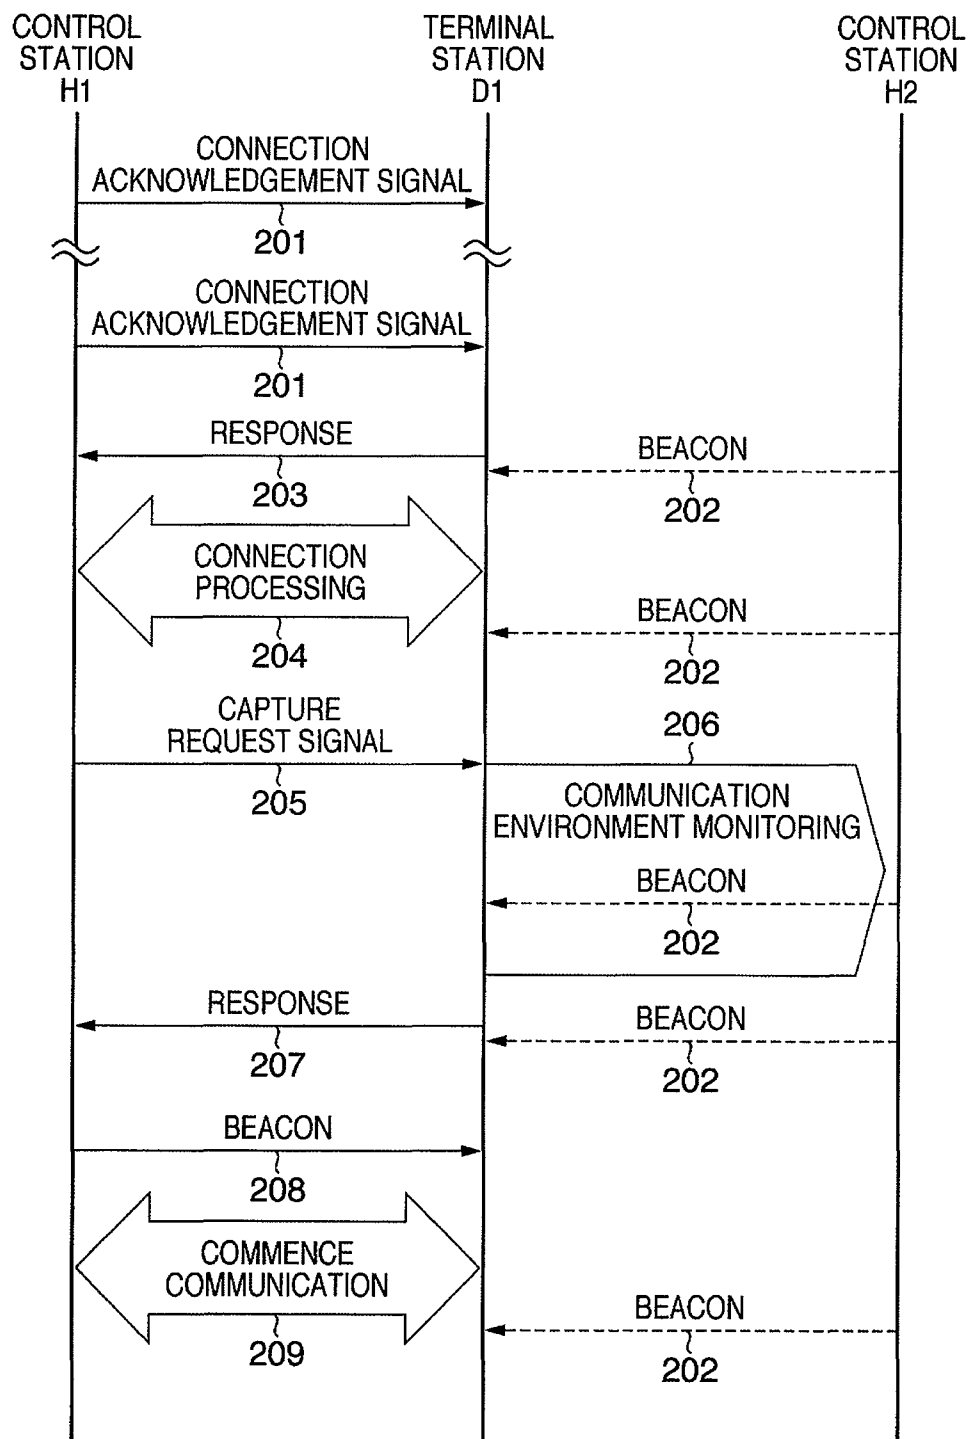 CONTROL
STATION
H1
TERMINAL
STATION
D1
CONTROL
STATION
H2
CONNECTION
ACKNOWLEDGEMENT SIGNAL
201
CONNECTION
ACKNOWLEDGEMENT SIGNAL
201
RESPONSE
203
BEACON
202
CONNECTION
PROCESSING
204
BEACON
202
CAPTURE
REQUEST SIGNAL
205
206
COMMUNICATION
ENVIRONMENT MONITORING
BEACON
202
RESPONSE
207
BEACON
202
BEACON
208
COMMENCE
COMMUNICATION
209
BEACON
202